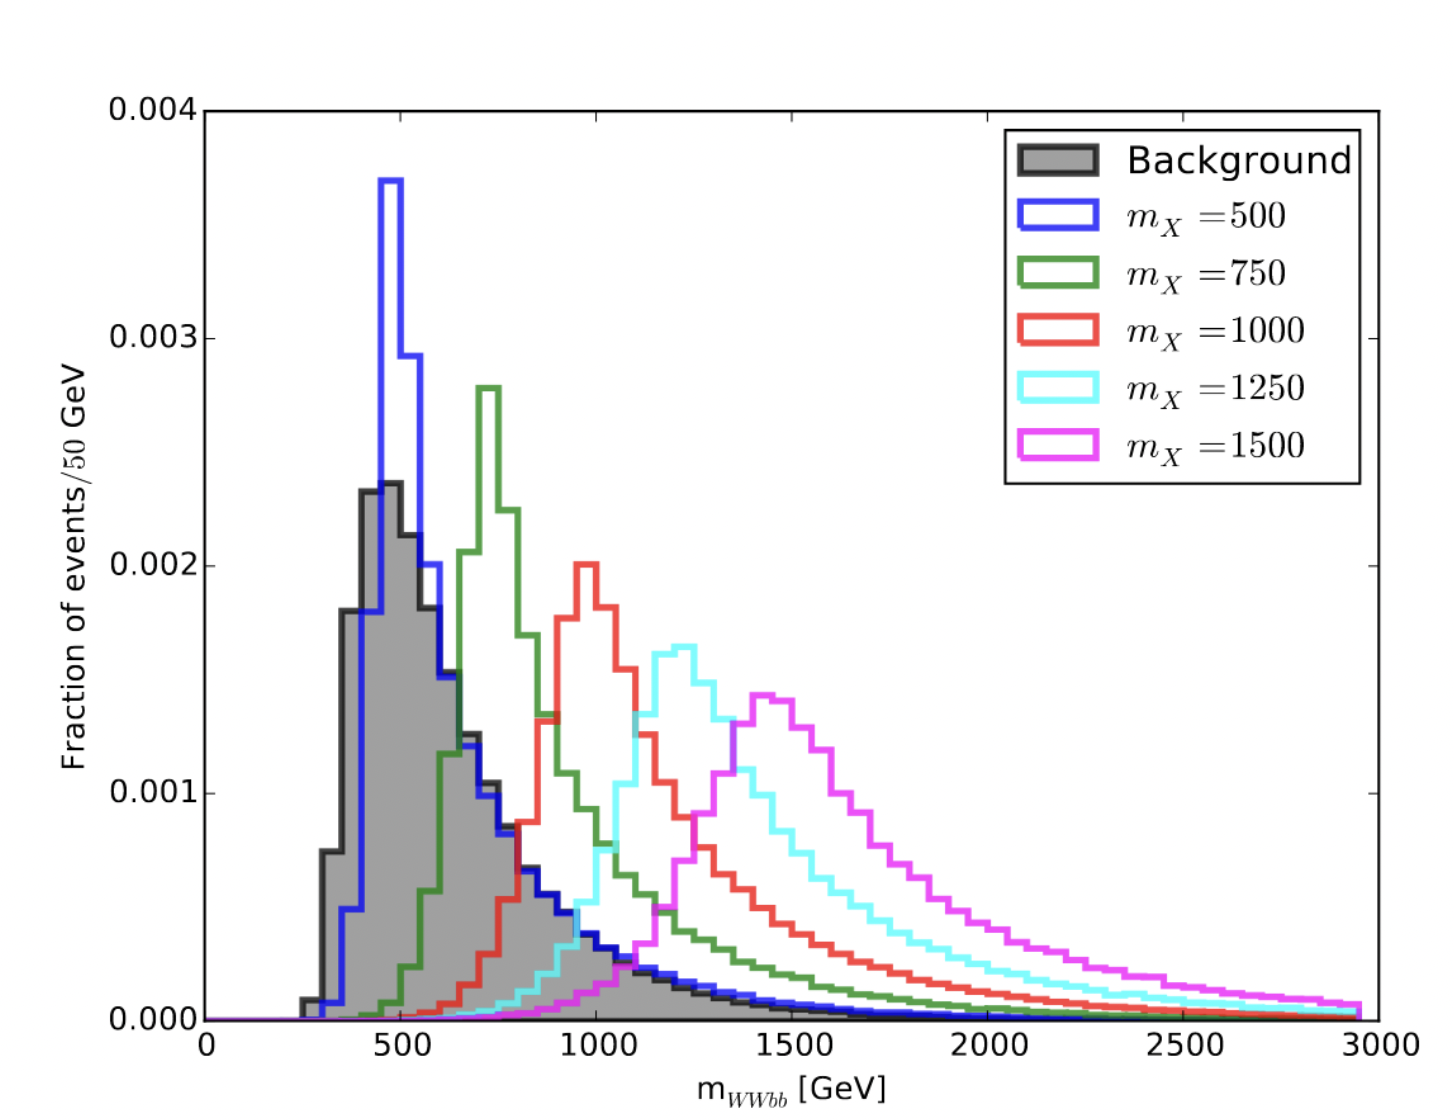 0.004
0.003
0.002
0.001
0.000
Fraction of events/50 GeV
Background
m_X =500
m_X =750
m_X =1000
m_X =1250
m_X =1500
0 500 1000 1500 2000 2500 3000
m_WWbb [GeV]